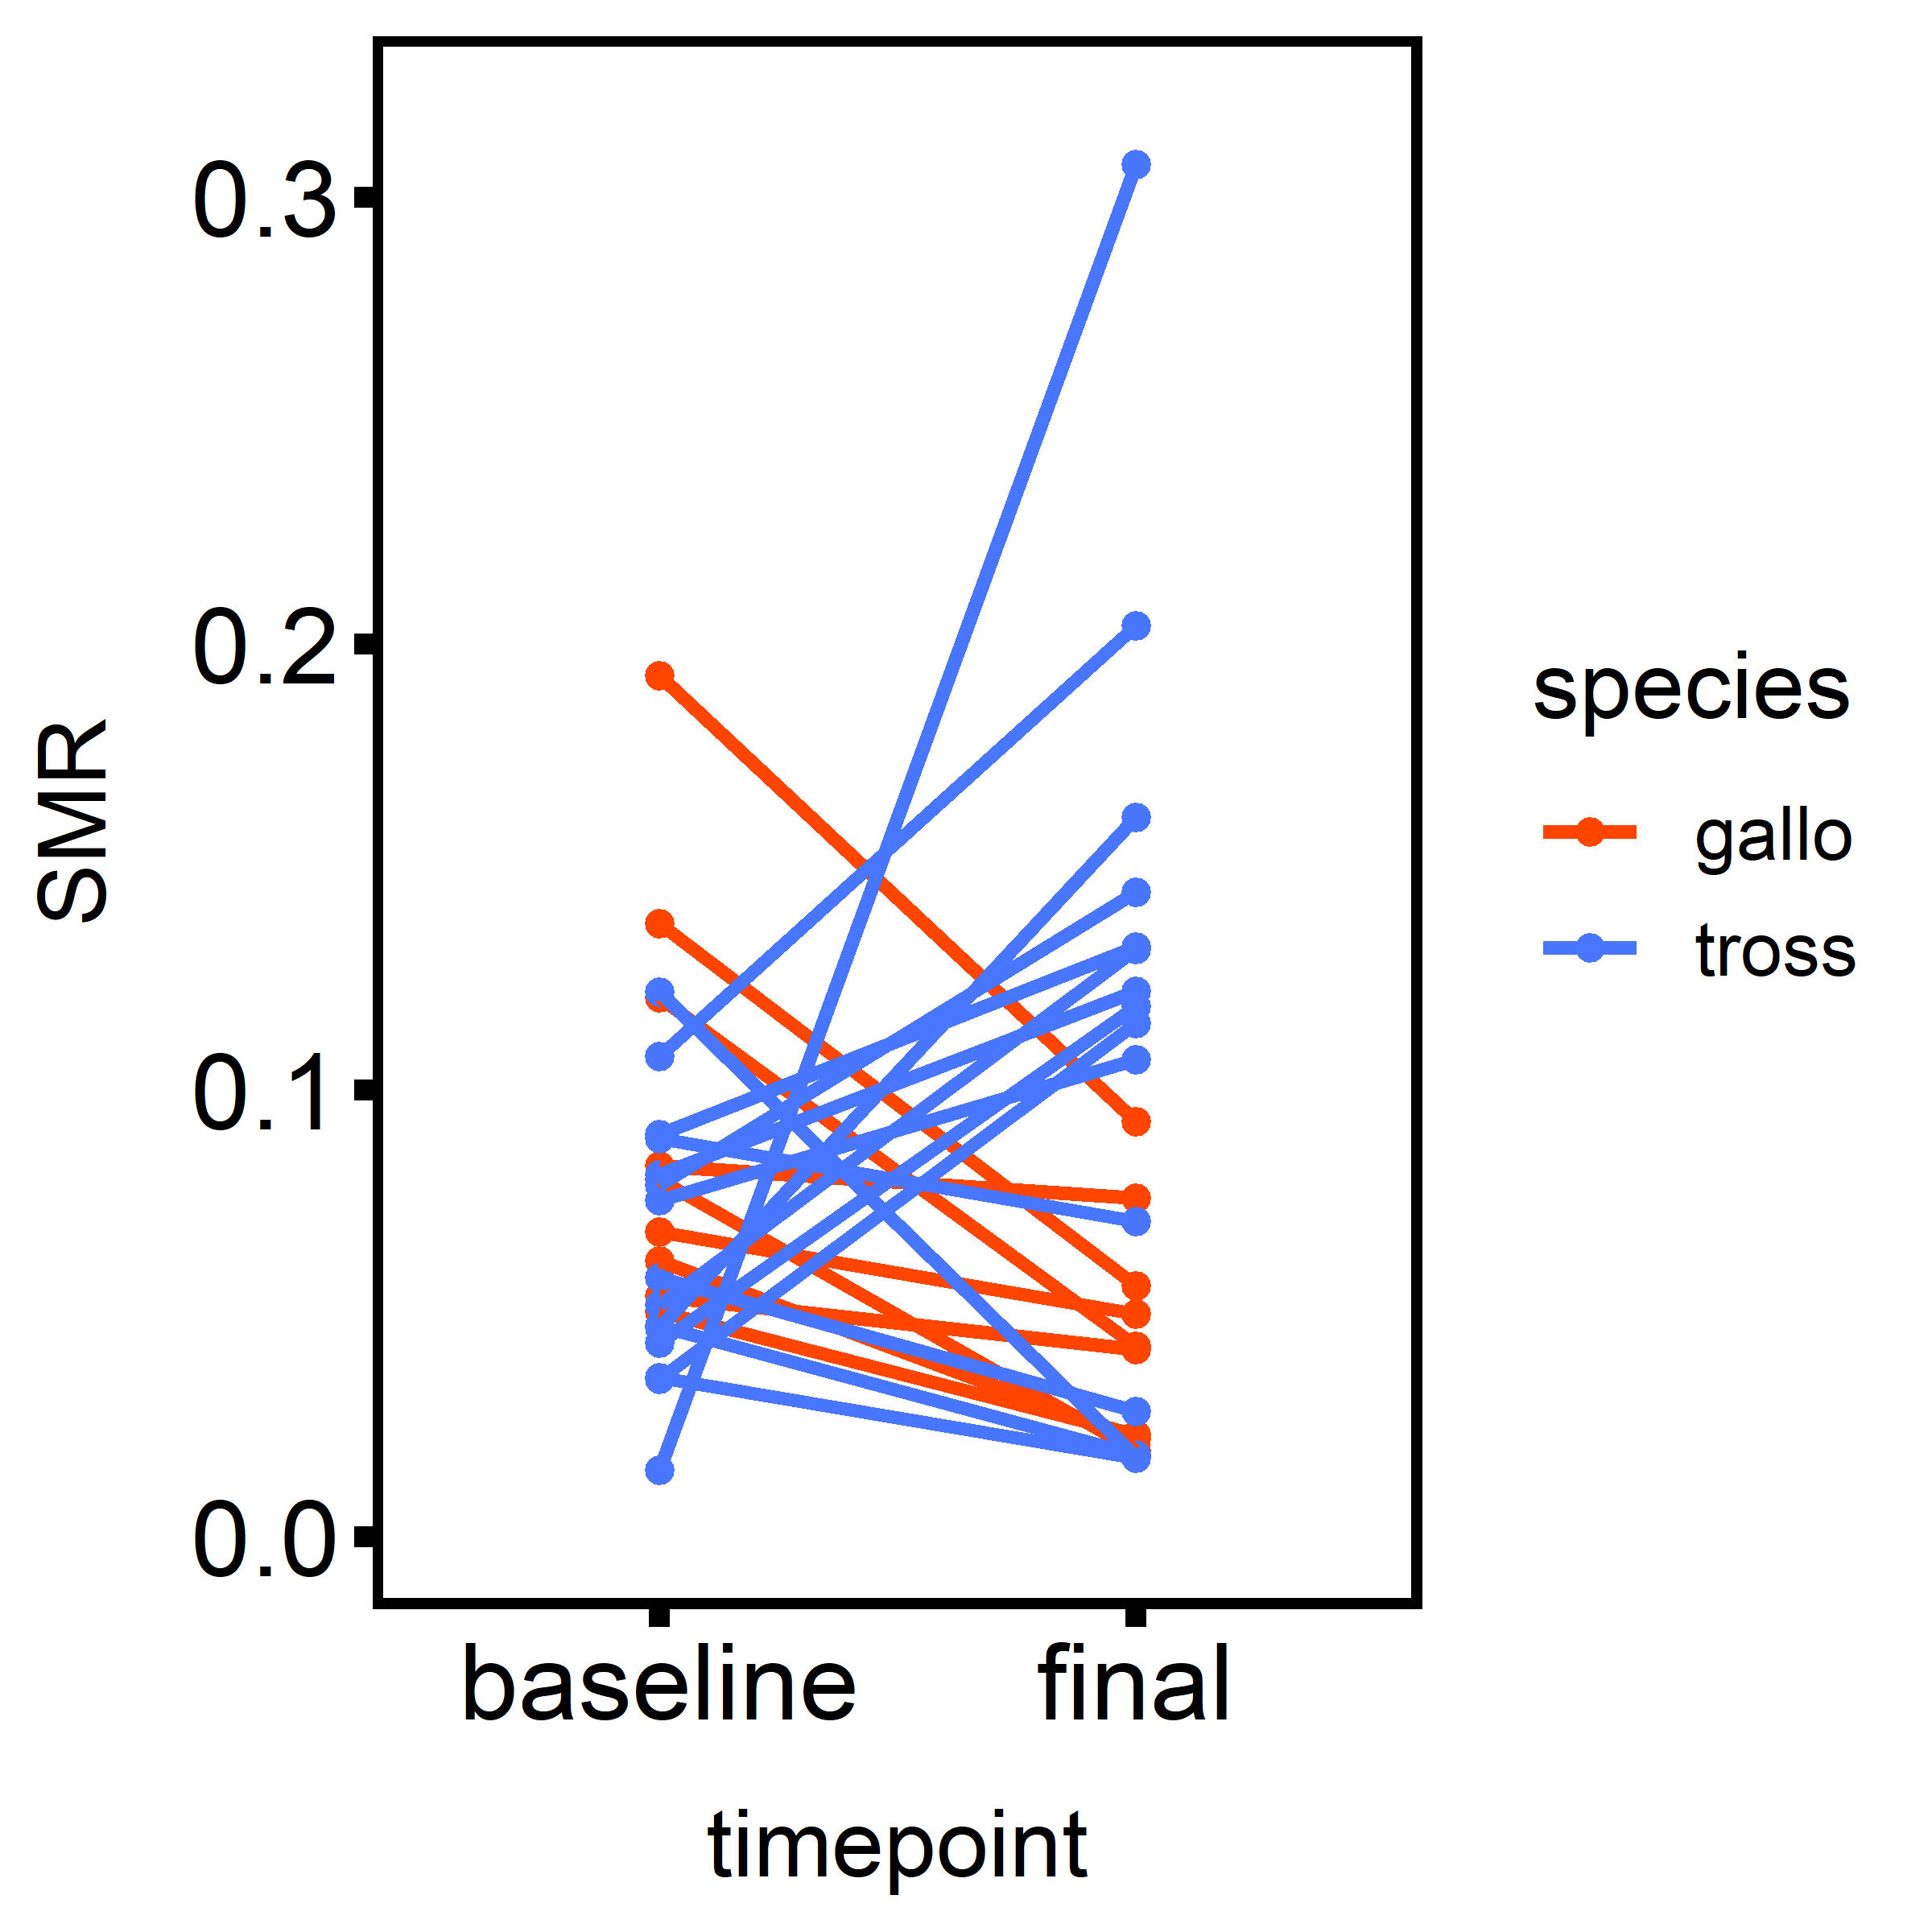 0.3
0.2
0.1
0.0
SMR
baseline
final
timepoint
species
gallo
tross